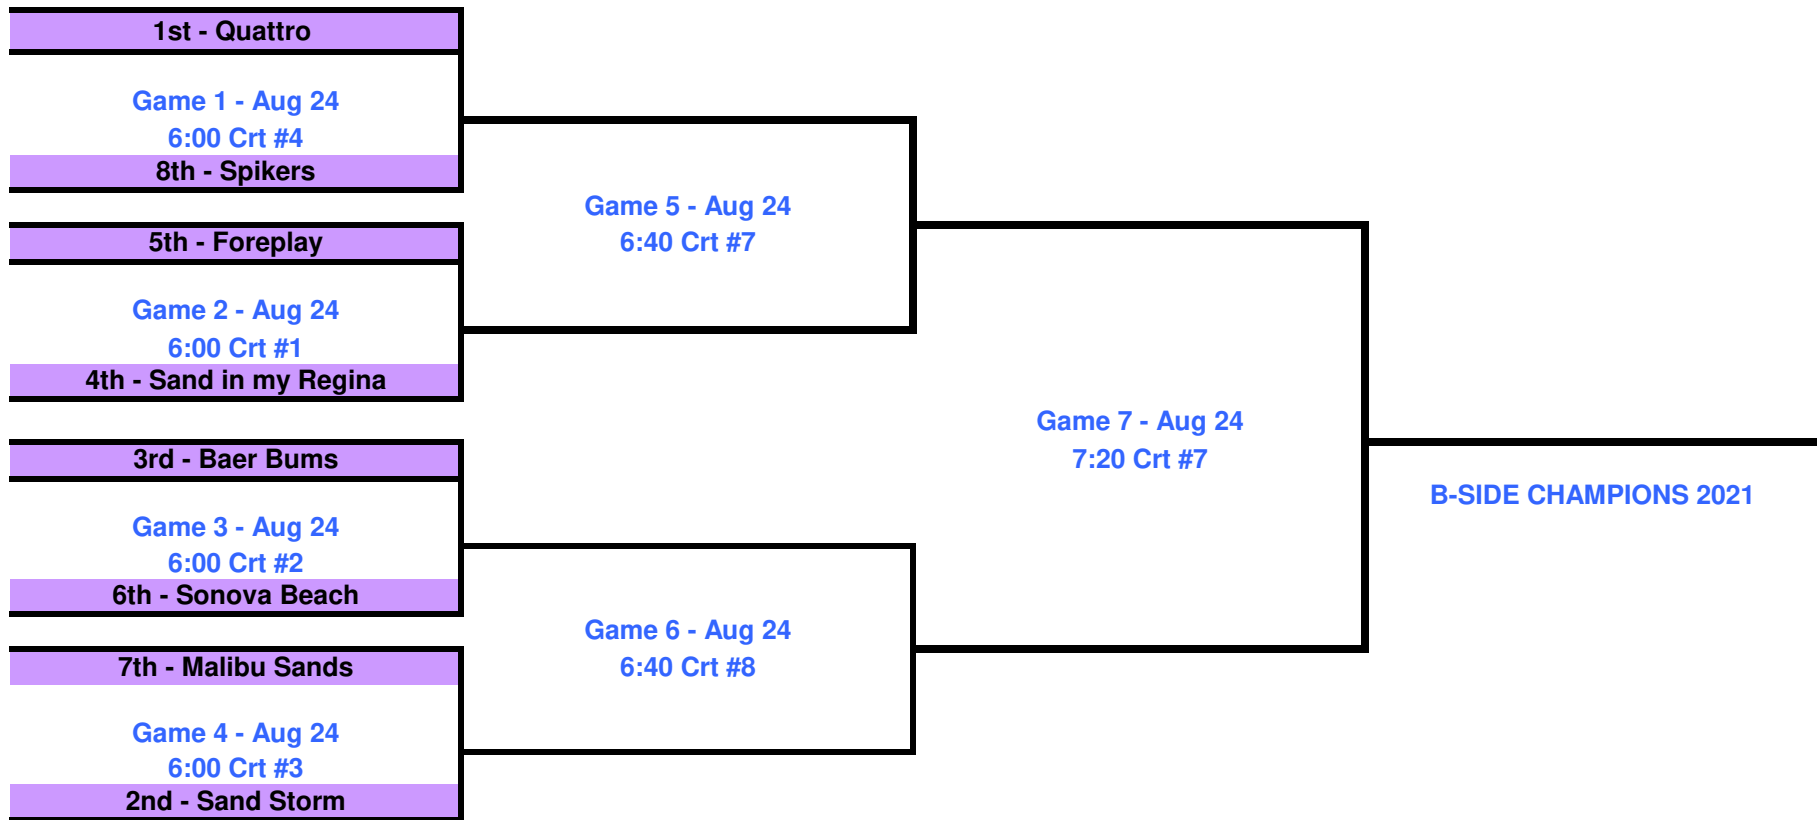 1st - Quattro
Game 1 - Aug 24
6:00 Crt #4
8th - Spikers
5th - Foreplay
Game 2 - Aug 24
6:00 Crt #1
4th - Sand in my Regina
3rd - Baer Bums
Game 3 - Aug 24
6:00 Crt #2
6th - Sonova Beach
7th - Malibu Sands
Game 4 - Aug 24
6:00 Crt #3
2nd - Sand Storm
Game 5 - Aug 24
6:40 Crt #7
Game 6 - Aug 24
6:40 Crt #8
Game 7 - Aug 24
7:20 Crt #7
B-SIDE CHAMPIONS 2021